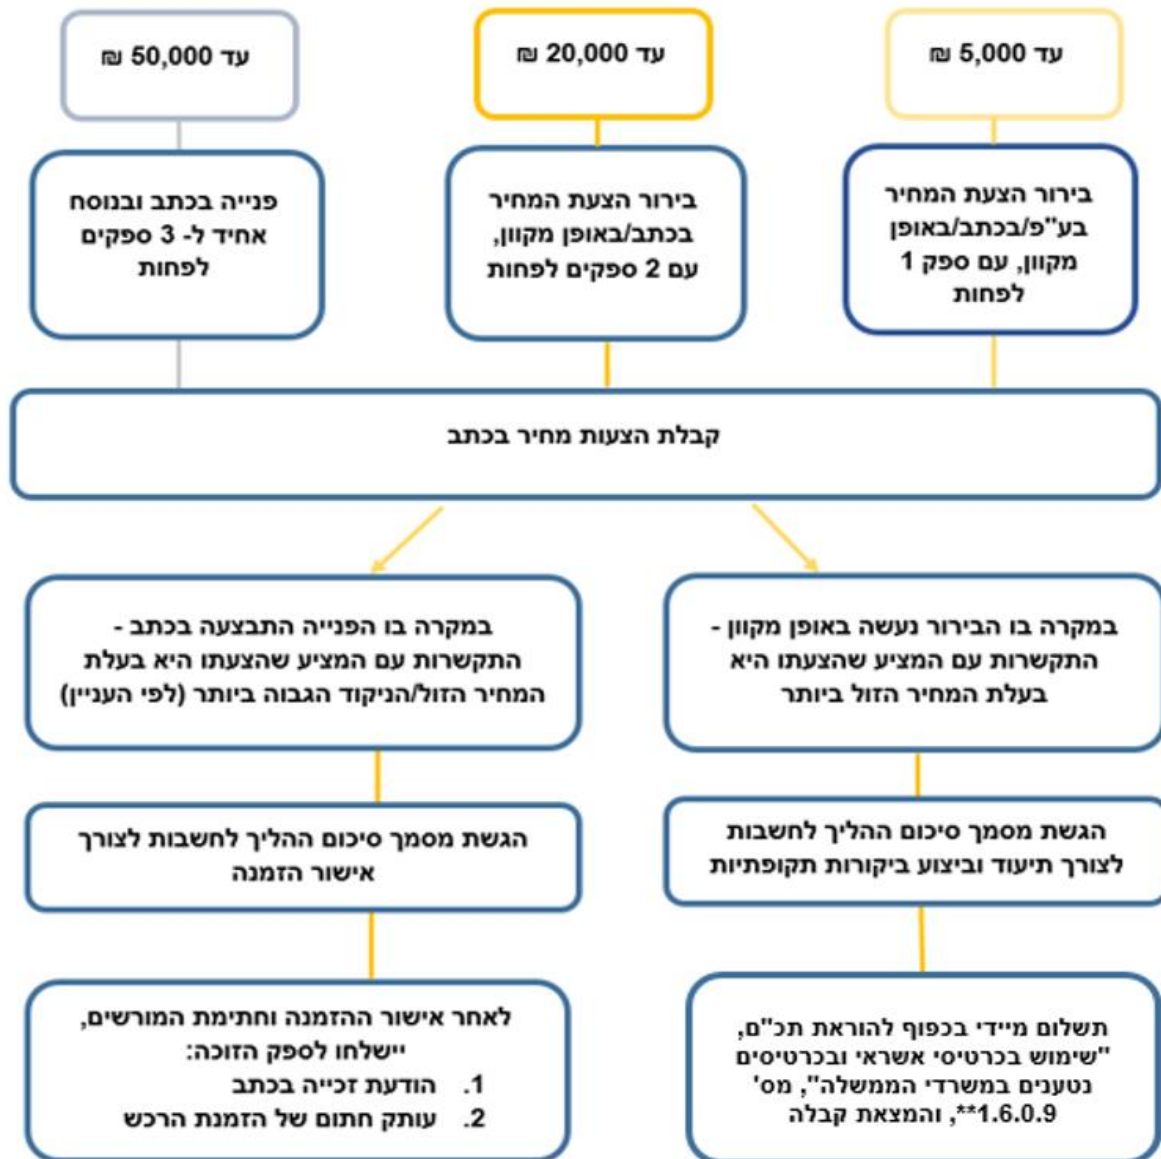 עד 5,000 ₪
עד 20,000 ₪
עד 50,000 ₪
בירור הצעת המחיר
בע"פ/בכתב/באופן
מקוון, עם ספק 1
לפחות
בירור הצעת המחיר
בכתב/באופן מקוון,
עם 2 ספקים לפחות
פנייה בכתב ובנוסח
אחיד ל- 3 ספקים
לפחות
קבלת הצעות מחיר בכתב
במקרה בו הבירור נעשה באופן מקוון -
התקשרות עם המציע שהצעתו היא
בעלת המחיר הזול ביותר
במקרה בו הפנייה התבצעה בכתב -
התקשרות עם המציע שהצעתו היא בעלת
המחיר הזול/הניקוד הגבוה ביותר (לפי העניין)
הגשת מסמך סיכום ההליך לחשבות
לצורך תיעוד וביצוע ביקורות תקופתיות
הגשת מסמך סיכום ההליך לחשבות לצורך
אישור הזמנה
תשלום מיידי בכפוף להוראת תכ"ם,
"שימוש בכרטיסי אשראי ובכרטיסים
נטענים במשרדי הממשלה", מס'
1.6.0.9**, והמצאת קבלה
לאחר אישור ההזמנה וחתימת המורשים,
יישלחו לספק הזוכה:
1. הודעת זכייה בכתב
2. עותק חתום של הזמנת הרכש